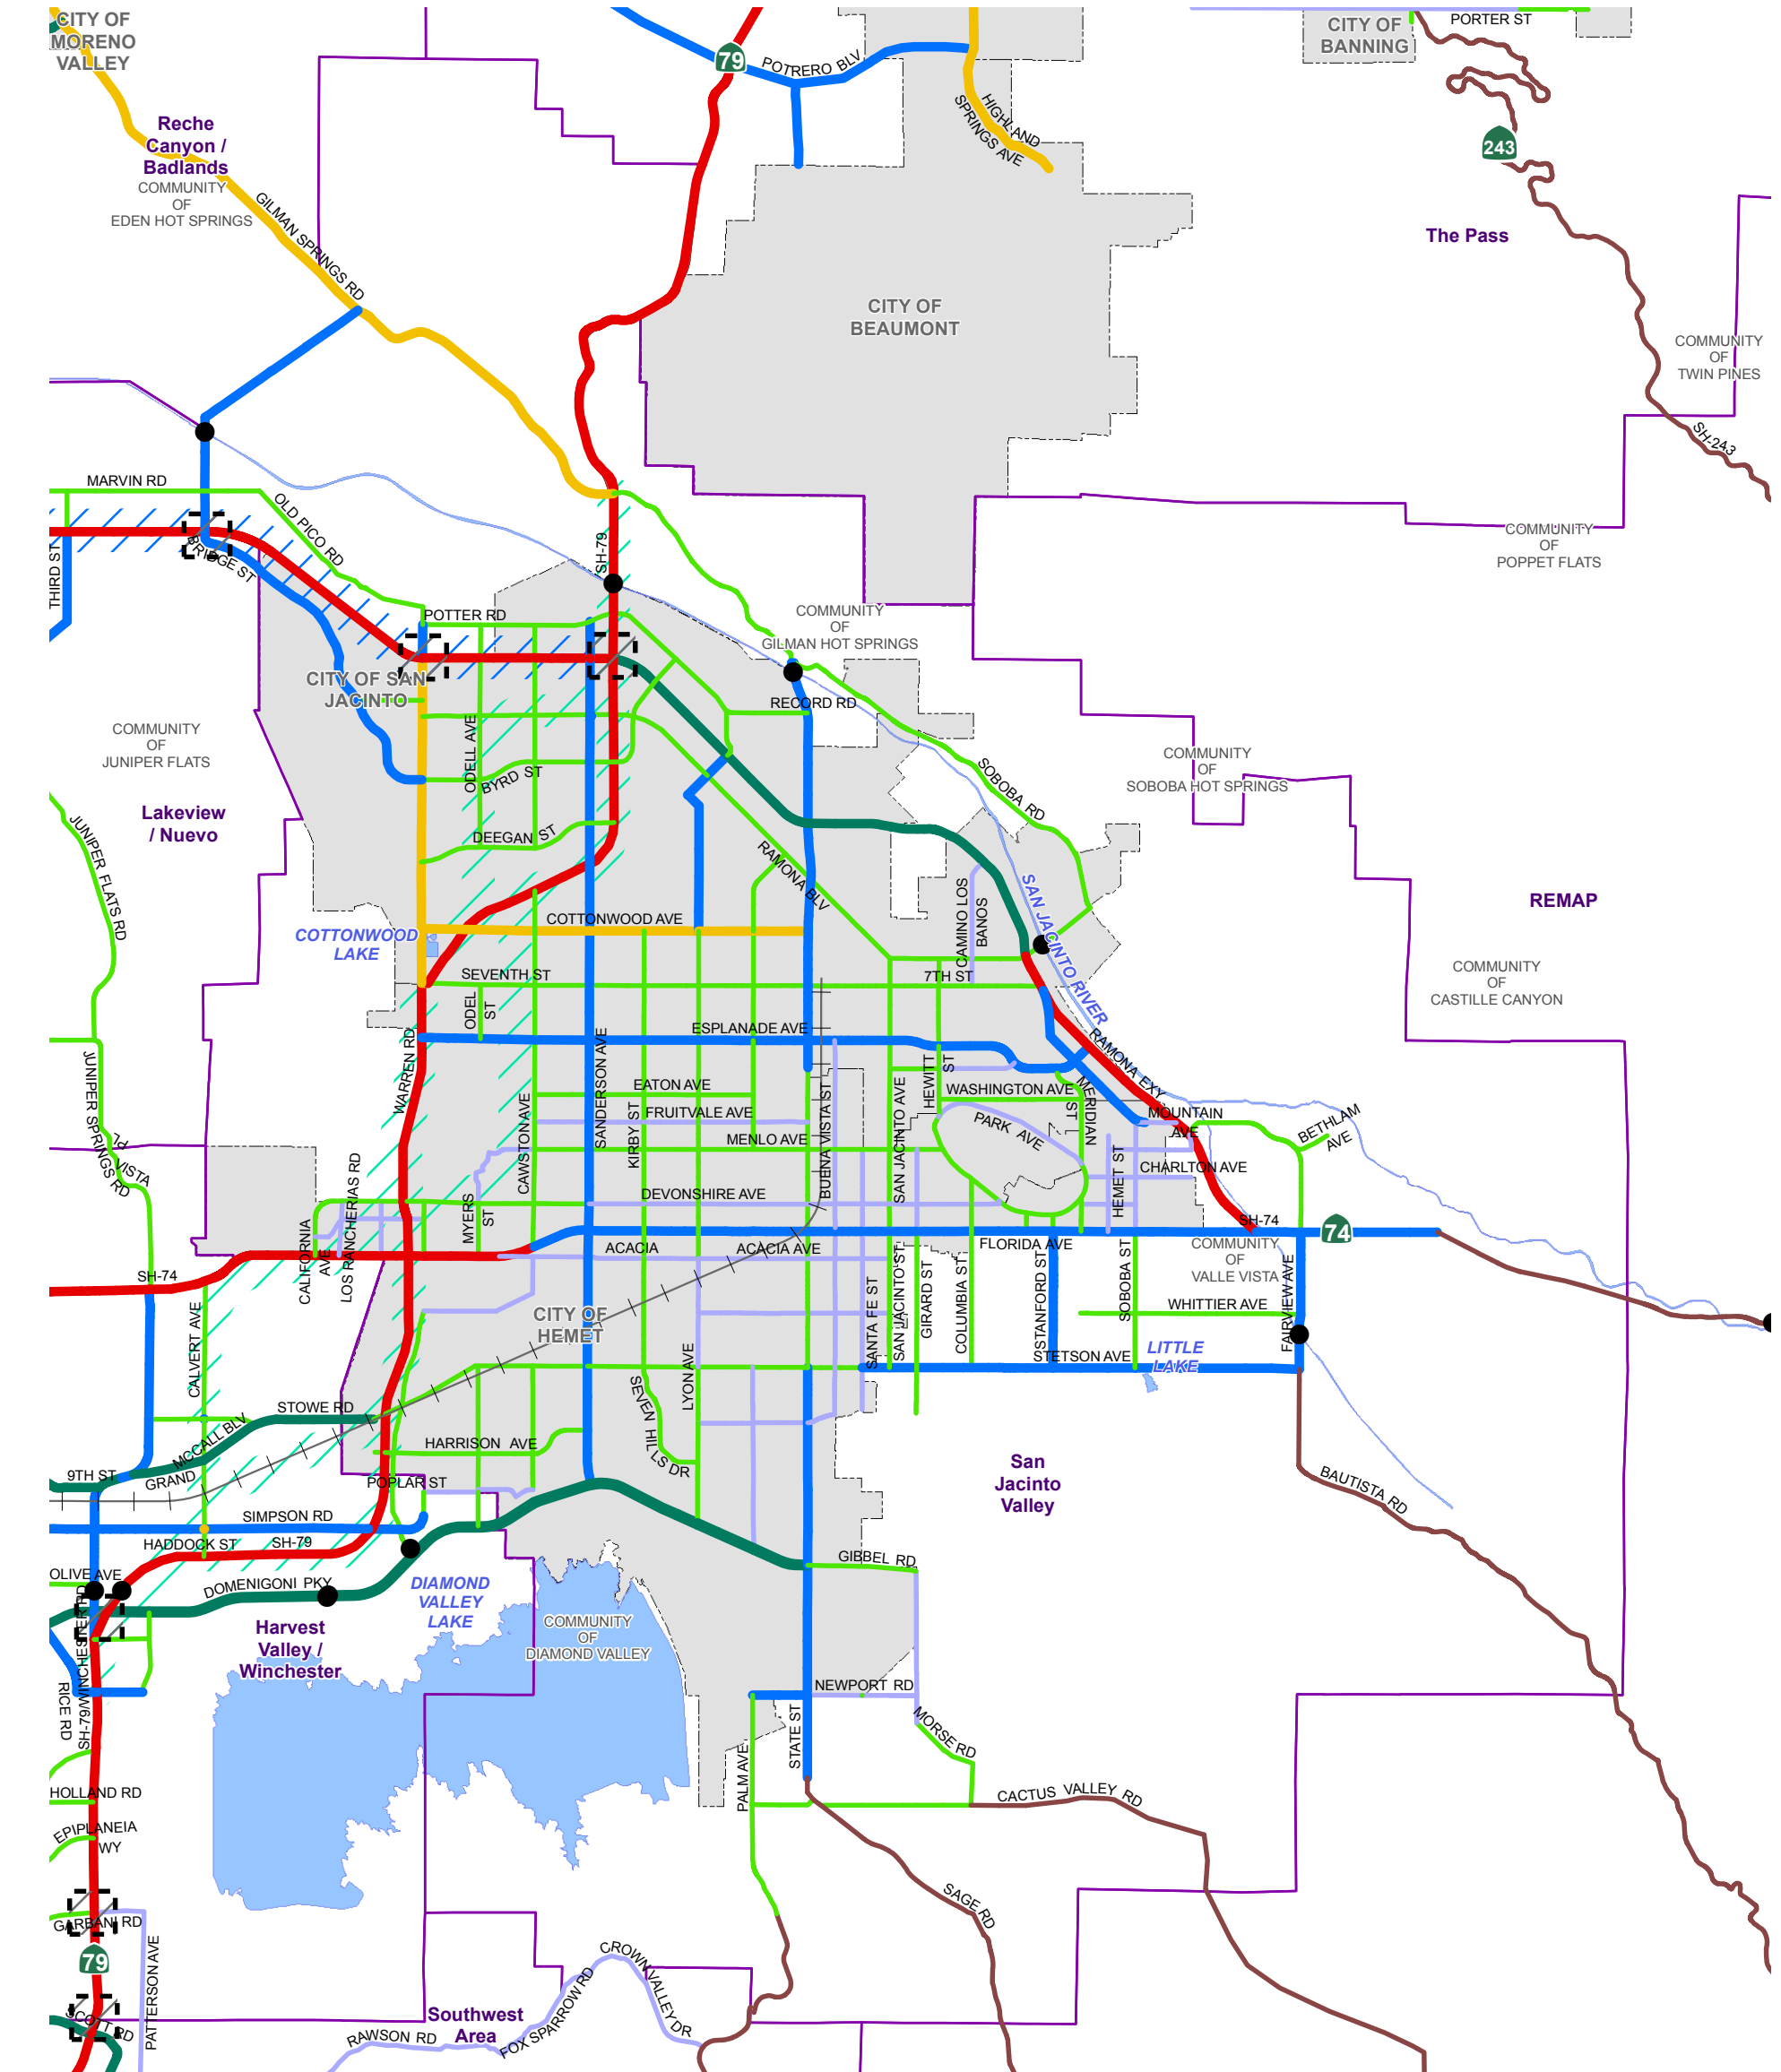 CITY OF
MORENO
VALLEY
79
POTRERO BLV
HIGHLAND
SPRINGS AVE
CITY OF
BANNING
PORTER ST
243
Reche
Canyon /
Badlands
COMMUNITY
OF
EDEN HOT SPRINGS
GILMAN SPRINGS RD
The Pass
CITY OF
BEAUMONT
COMMUNITY
OF
TWIN PINES
SH-243
MARVIN RD
OLD PICO RD
BRIDGE ST
THIRD ST
SH-79
COMMUNITY
OF
POPPET FLATS
POTTER RD
COMMUNITY
OF
GILMAN HOT SPRINGS
CITY OF SAN
JACINTO
RECORD RD
COMMUNITY
OF
JUNIPER FLATS
ODELL AVE
BYRD ST
SOBOBA RD
COMMUNITY
OF
SOBOBA HOT SPRINGS
Lakeview
/ Nuevo
JUNIPER FLATS RD
DEEGAN ST
RAMONA BLV
REMAP
COTTONWOOD
LAKE
COTTONWOOD AVE
CAMINO LOS
BANOS
SAN JACINTO RIVER
SEVENTH ST
7TH ST
COMMUNITY
OF
CASTILLE CANYON
ODEL
ST
ESPLANADE AVE
WARREN RD
SANDERSON AVE
HEWITT
ST
RAMONA EXY
JUNIPER SPRINGS RD
EATON AVE
WASHINGTON AVE
MERIDIAN
ST
FRUITVALE AVE
PARK AVE
MOUNTAIN
AVE
BETHLAM
AVE
PL
VISTA
CAWSTON AVE
KIRBY ST
MENLO AVE
BUENA VISTA ST
SAN JACINTO AVE
HEMET ST
CHARLTON AVE
LOS RANCHERIAS RD
MYERS
ST
DEVONSHIRE AVE
CALIFORNIA
AVE
SH-74
74
ACACIA
ACACIA AVE
FLORIDA AVE
COMMUNITY
OF
VALLE VISTA
SH-74
CALVERT AVE
CITY OF
HEMET
SANTA FE ST
SAN JACINTO ST
GIRARD ST
COLUMBIA ST
STANFORD ST
SOBOBA ST
WHITTIER AVE
FAIRVIEW AVE
LITTLE
LAKE
STETSON AVE
LYON AVE
SEVEN HILLS DR
STOWE RD
MCCALL BLV
HARRISON AVE
9TH ST
GRAND
POPLAR ST
San
Jacinto
Valley
BAUTISTA RD
SIMPSON RD
HADDOCK ST
SH-79
OLIVE AVE
DOMENIGONI PKY
GIBBEL RD
DIAMOND
VALLEY
LAKE
COMMUNITY
OF
DIAMOND VALLEY
Harvest
Valley /
Winchester
SH-79/WINCHESTER RD
RICE RD
NEWPORT RD
STATE ST
PALM AVE
MORSE RD
HOLLAND RD
CACTUS VALLEY RD
EPIPLANEIA
WY
SAGE RD
GARBANI RD
79
PATTERSON AVE
SCOTT RD
Southwest
Area
RAWSON RD
FOX SPARROW RD
CROWN VALLEY DR